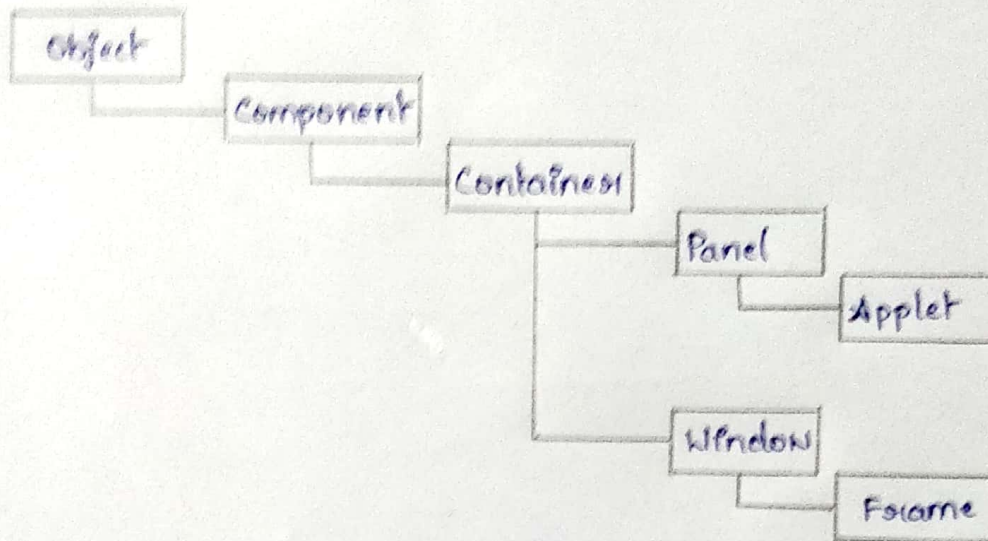 Object
Component
Container
Panel
Applet
Window
Frame